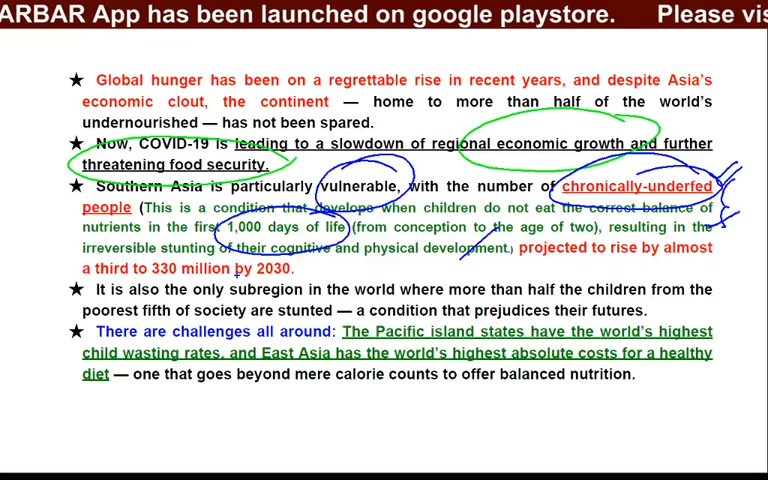 ARBAR App has been launched on google playstore. Please vis
★ Global hunger has been on a regrettable rise in recent years, and despite Asia's
economic clout, the continent — home to more than half of the world's
undernourished — has not been spared.
★ Now, COVID-19 is leading to a slowdown of regional economic growth and further
threatening food security.
★ Southern Asia is particularly vulnerable, with the number of chronically-underfed
people (This is a condition that develops when children do not eat the correct balance of
nutrients in the first 1,000 days of life (from conception to the age of two), resulting in the
irreversible stunting of their cognitive and physical development.) projected to rise by almost
a third to 330 million by 2030.
★ It is also the only subregion in the world where more than half the children from the
poorest fifth of society are stunted — a condition that prejudices their futures.
★ There are challenges all around: The Pacific island states have the world's highest
child wasting rates, and East Asia has the world's highest absolute costs for a healthy
diet — one that goes beyond mere calorie counts to offer balanced nutrition.